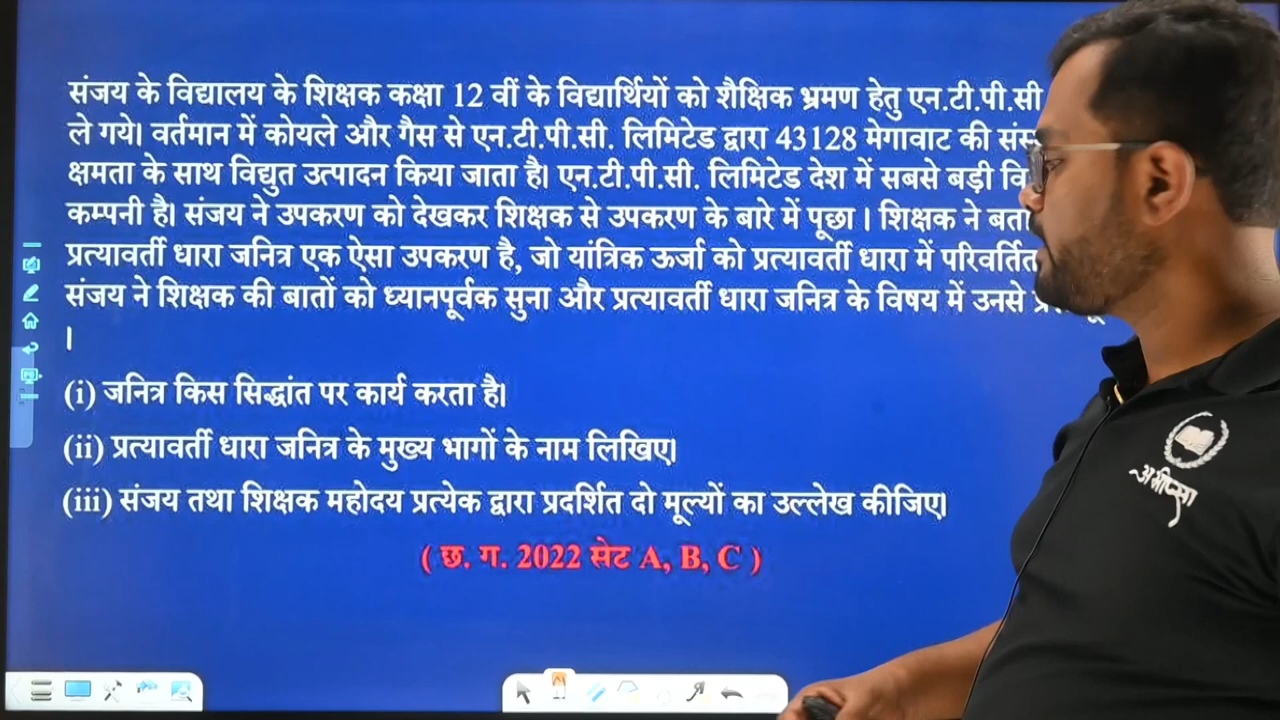 संजय के विद्यालय के शिक्षक कक्षा 12 वीं के विद्यार्थियों को शैक्षिक भ्रमण हेतु एन.टी.पी.सी
ले गये। वर्तमान में कोयले और गैस से एन.टी.पी.सी. लिमिटेड द्वारा 43128 मेगावाट की
क्षमता के साथ विद्युत उत्पादन किया जाता है। एन.टी.पी.सी. लिमिटेड देश में सबसे बड़ी
कम्पनी है। संजय ने उपकरण को देखकर शिक्षक से उपकरण के बारे में पूछा । शिक्षक ने
प्रत्यावर्ती धारा जनित्र एक ऐसा उपकरण है, जो यांत्रिक ऊर्जा को प्रत्यावर्ती धारा में परिवर्तित
संजय ने शिक्षक की बातों को ध्यानपूर्वक सुना और प्रत्यावर्ती धारा जनित्र के विषय में उनसे
।
(i) जनित्र किस सिद्धांत पर कार्य करता है।
(ii) प्रत्यावर्ती धारा जनित्र के मुख्य भागों के नाम लिखिए।
(iii) संजय तथा शिक्षक महोदय प्रत्येक द्वारा प्रदर्शित दो मूल्यों का उल्लेख कीजिए।
( छ. ग. 2022 सेट A, B, C )
अभीप्सा